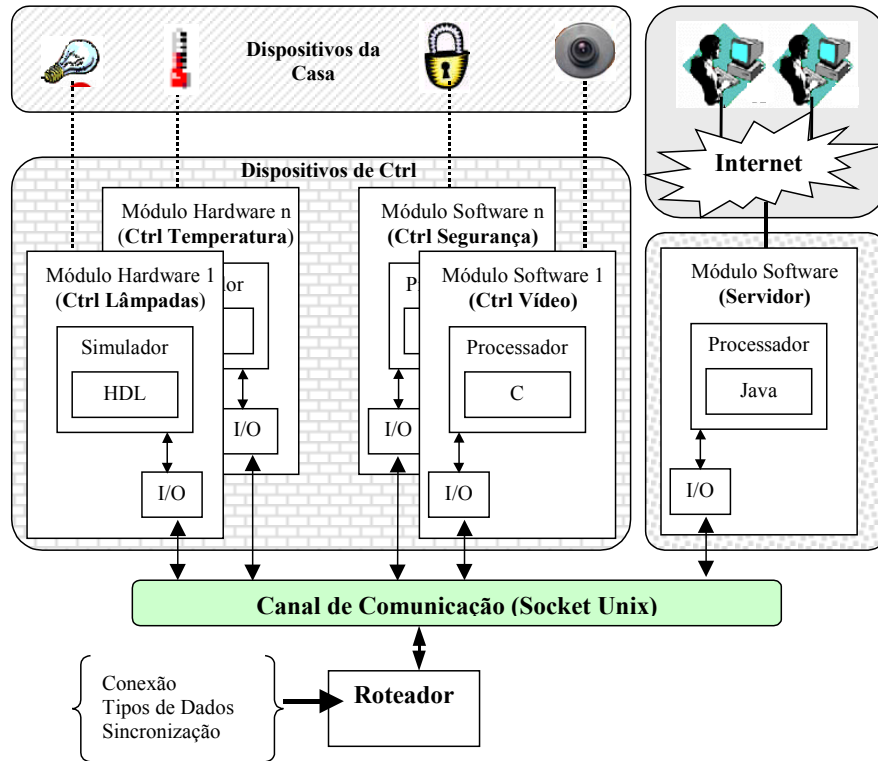 Dispositivos da
Casa
Internet
Dispositivos de Ctrl
Módulo Hardware n
(Ctrl Temperatura)
Módulo Software n
(Ctrl Segurança)
Módulo Hardware 1
(Ctrl Lâmpadas)
Simulador
HDL
I/O
I/O
Módulo Software 1
(Ctrl Vídeo)
Processador
C
I/O
I/O
Módulo Software
(Servidor)
Processador
Java
I/O
Canal de Comunicação (Socket Unix)
Conexão
Tipos de Dados
Sincronização
Roteador